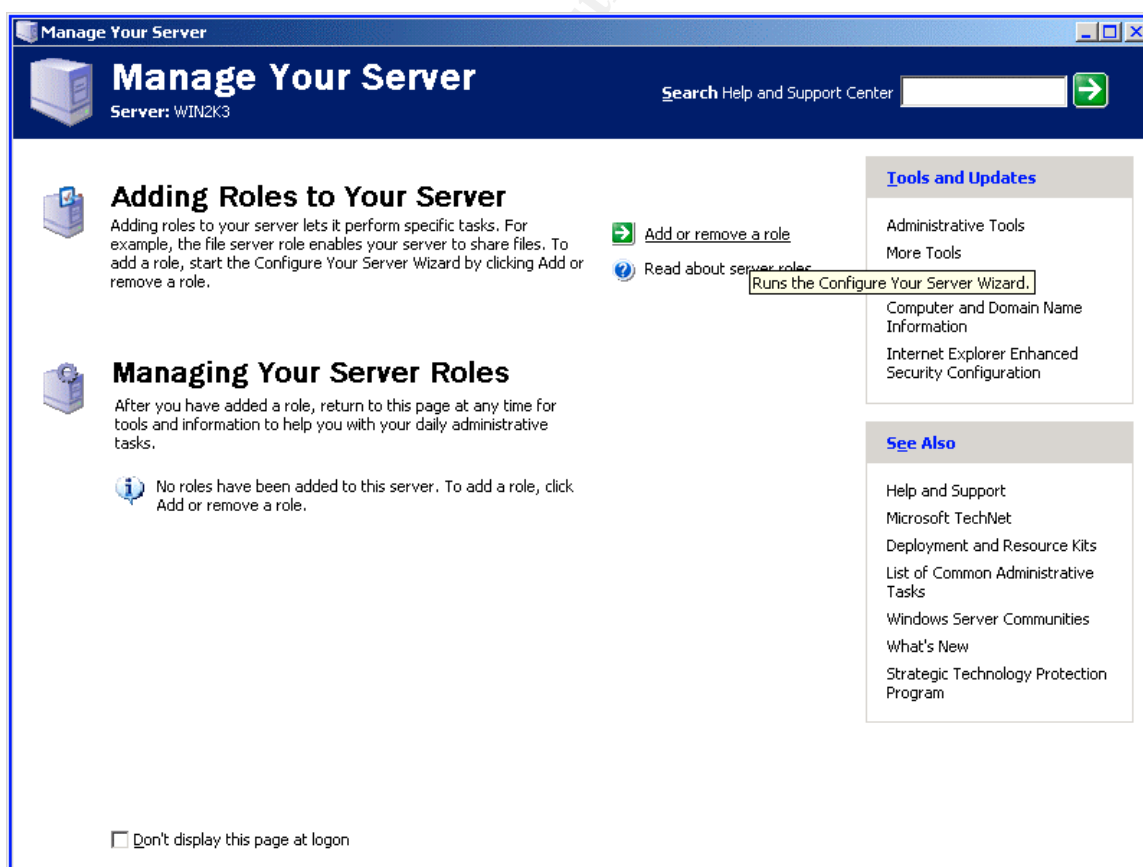 Manage Your Server
Manage Your Server
Server: WIN2K3
Search Help and Support Center
Adding Roles to Your Server
Adding roles to your server lets it perform specific tasks. For
example, the file server role enables your server to share files. To
add a role, start the Configure Your Server Wizard by clicking Add or
remove a role.
Add or remove a role
Read about server roles
Runs the Configure Your Server Wizard.
Managing Your Server Roles
After you have added a role, return to this page at any time for
tools and information to help you with your daily administrative
tasks.
No roles have been added to this server. To add a role, click
Add or remove a role.
Tools and Updates
Administrative Tools
More Tools
Computer and Domain Name
Information
Internet Explorer Enhanced
Security Configuration
See Also
Help and Support
Microsoft TechNet
Deployment and Resource Kits
List of Common Administrative
Tasks
Windows Server Communities
What's New
Strategic Technology Protection
Program
Don't display this page at logon